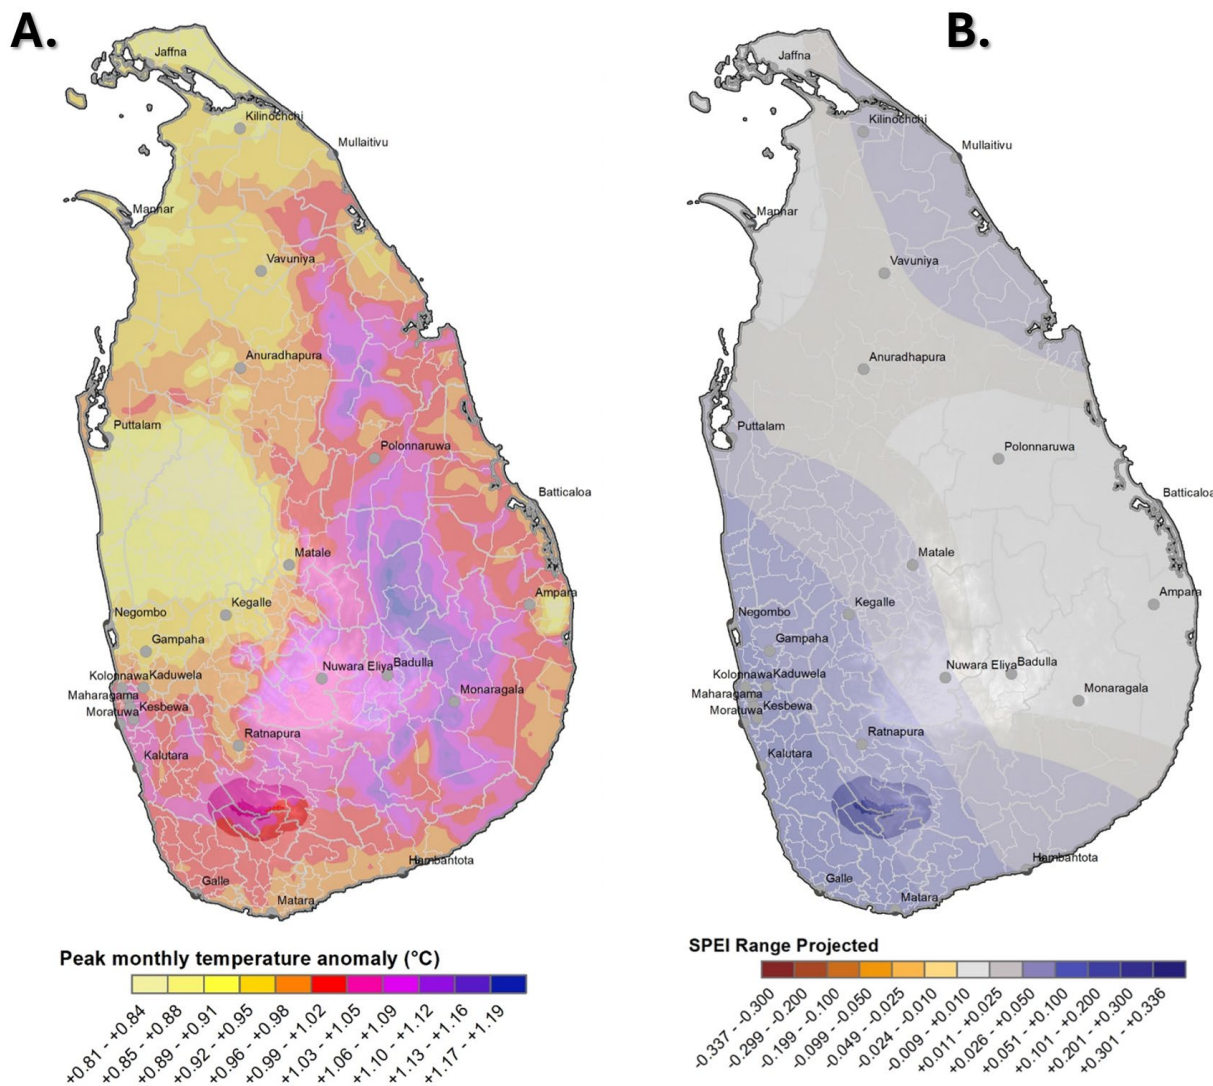 A.
B.
Jaffna
Kilinochchi
Mullaitivu
Mannar
Vavuniya
Anuradhapura
Puttalam
Polonnaruwa
Batticaloa
Matale
Ampara
Negombo
Kegalle
Gampaha
Nuwara Eliya
Badulla
Kolonnawa
Kaduwela
Monaragala
Maharagama
Moratuwa
Kesbewa
Ratnapura
Kalutara
Hambantota
Galle
Matara
Peak monthly temperature anomaly (°C)
+0.81 - +0.84
+0.85 - +0.88
+0.89 - +0.91
+0.92 - +0.95
+0.96 - +0.98
+0.99 - +1.02
+1.03 - +1.05
+1.06 - +1.09
+1.10 - +1.12
+1.13 - +1.16
+1.17 - +1.19
Jaffna
Kilinochchi
Mullaitivu
Mannar
Vavuniya
Anuradhapura
Puttalam
Polonnaruwa
Batticaloa
Matale
Ampara
Negombo
Kegalle
Gampaha
Nuwara Eliya
Badulla
Kolonnawa
Kaduwela
Monaragala
Maharagama
Moratuwa
Kesbewa
Ratnapura
Kalutara
Hambantota
Galle
Matara
SPEI Range Projected
-0.337 - -0.300
-0.299 - -0.200
-0.199 - -0.100
-0.099 - -0.050
-0.049 - -0.025
-0.024 - -0.010
-0.009 - +0.010
+0.011 - +0.025
+0.026 - +0.050
+0.051 - +0.100
+0.101 - +0.200
+0.201 - +0.300
+0.301 - +0.336